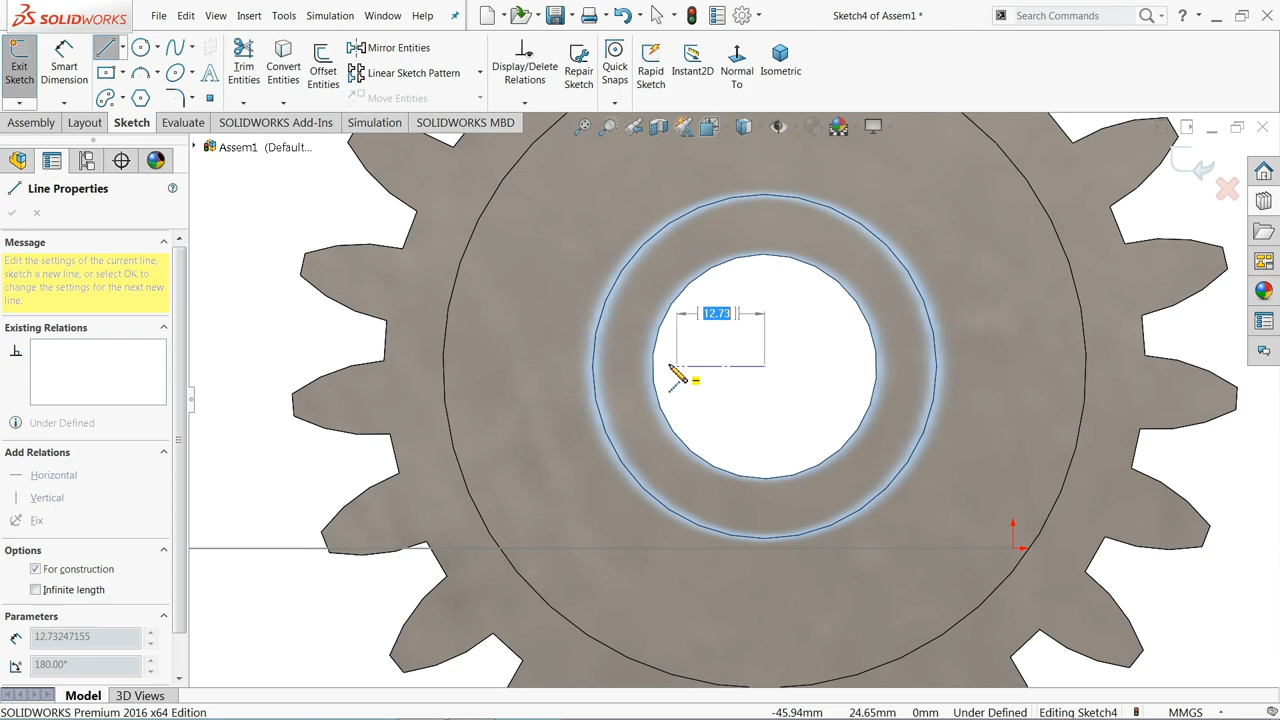 SOLIDWORKS
File Edit View Insert Tools Simulation Window Help
Sketch4 of Assem1 *
Search Commands
Exit Sketch
Smart Dimension
Trim Entities
Convert Entities
Offset Entities
Mirror Entities
Linear Sketch Pattern
Move Entities
Display/Delete Relations
Repair Sketch
Quick Snaps
Rapid Sketch
Instant2D
Normal To
Isometric
Assembly Layout Sketch Evaluate SOLIDWORKS Add-Ins Simulation SOLIDWORKS MBD
Assem1 (Default...
Line Properties
Message
Edit the settings of the current line,
sketch a new line, or select OK to
change the settings for the next new
line.
Existing Relations
Under Defined
Add Relations
Horizontal
Vertical
Fix
Options
For construction
Infinite length
Parameters
12.73247155
180.00°
12.73
Model 3D Views
SOLIDWORKS Premium 2016 x64 Edition
-45.94mm 24.65mm 0mm Under Defined Editing Sketch4 MMGS